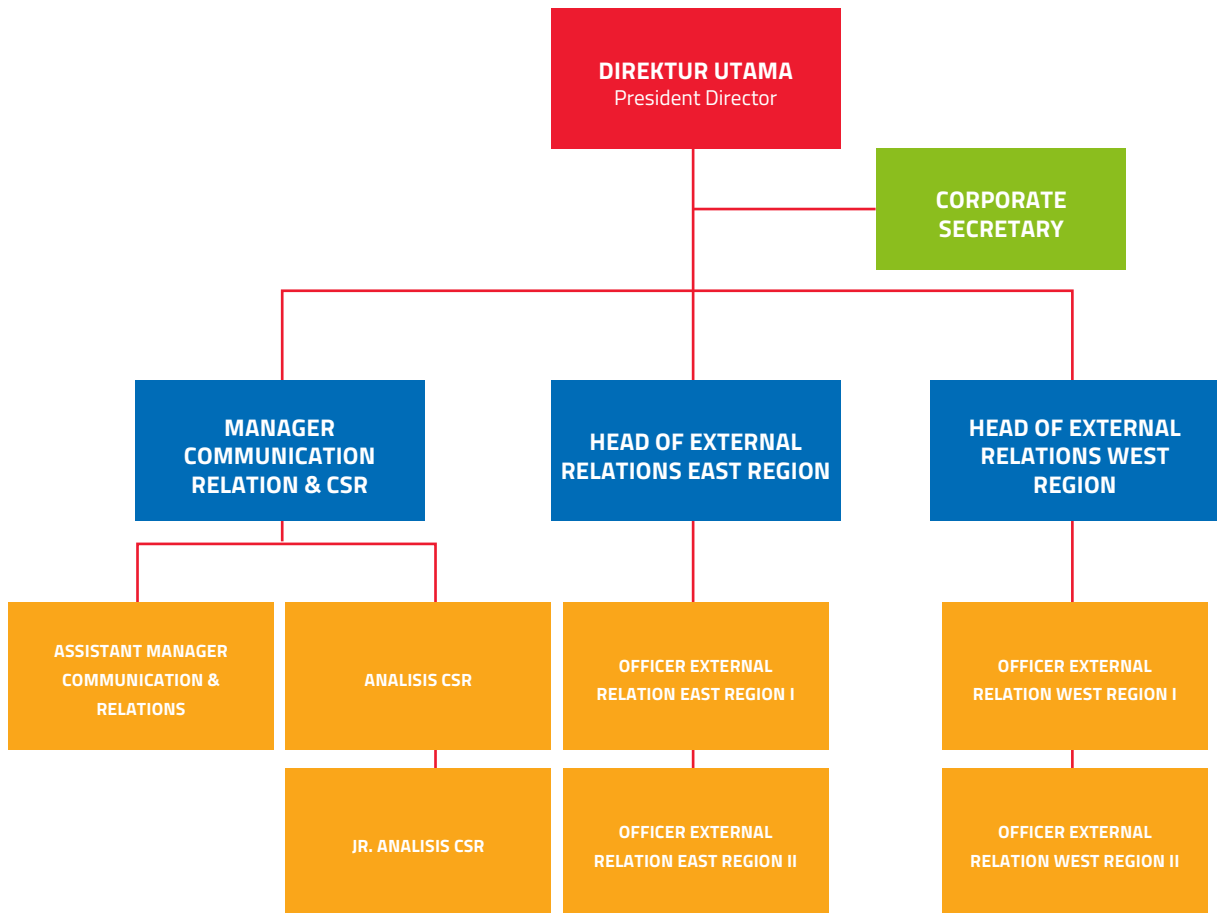 DIREKTUR UTAMA
President Director
CORPORATE
SECRETARY
MANAGER
COMMUNICATION
RELATION & CSR
HEAD OF EXTERNAL
RELATIONS EAST REGION
HEAD OF EXTERNAL
RELATIONS WEST
REGION
ASSISTANT MANAGER
COMMUNICATION &
RELATIONS
ANALISIS CSR
OFFICER EXTERNAL
RELATION EAST REGION I
OFFICER EXTERNAL
RELATION WEST REGION I
JR. ANALISIS CSR
OFFICER EXTERNAL
RELATION EAST REGION II
OFFICER EXTERNAL
RELATION WEST REGION II